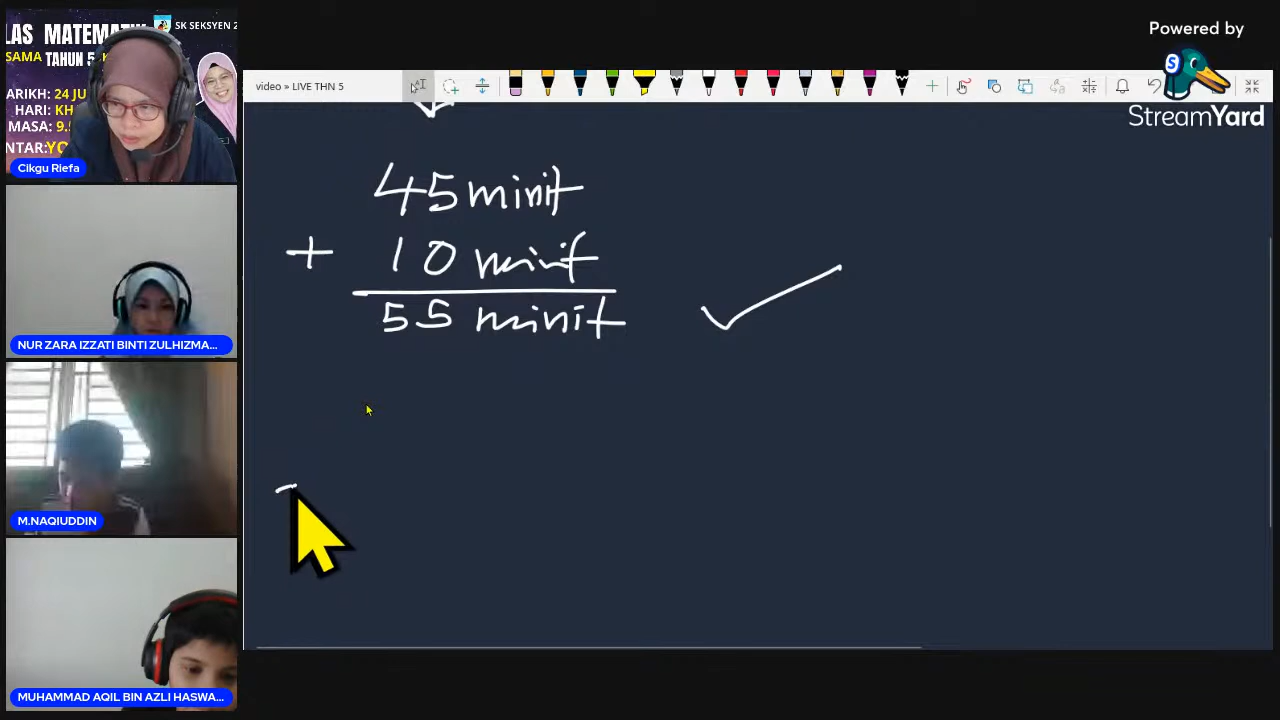 LAS MATEMATIK
SK SEKSYEN 2
SAMA TAHUN 5
ARIKH: 24 JU
HARI: KH
MASA: 9.
NTAR:YO
Cikgu Riefa
NUR ZARA IZZATI BINTI ZULHIZMA...
M.NAQIUDDIN
MUHAMMAD AQIL BIN AZLI HASWA...
Powered by
S
StreamYard
video » LIVE THN 5
45 minit
+ 10 minit
55 minit